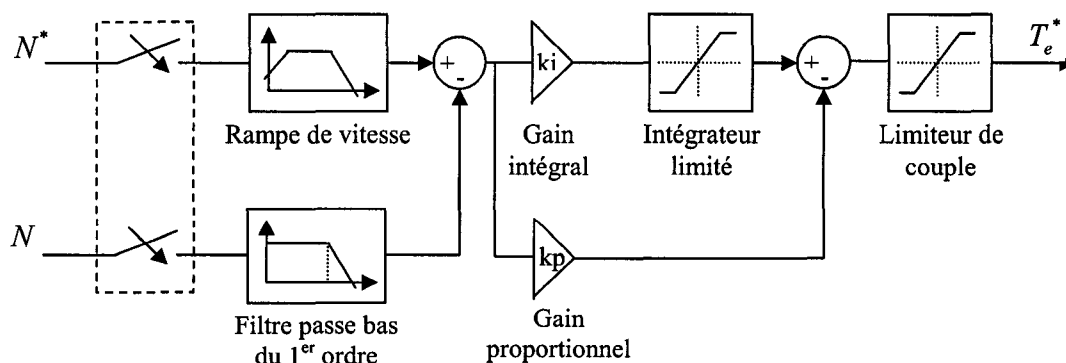 N*
Rampe de vitesse
+
-
ki
Gain
intégral
Intégrateur
limité
+
-
Limiteur de
couple
Te*
N
Filtre passe bas
du 1er ordre
kp
Gain
proportionnel